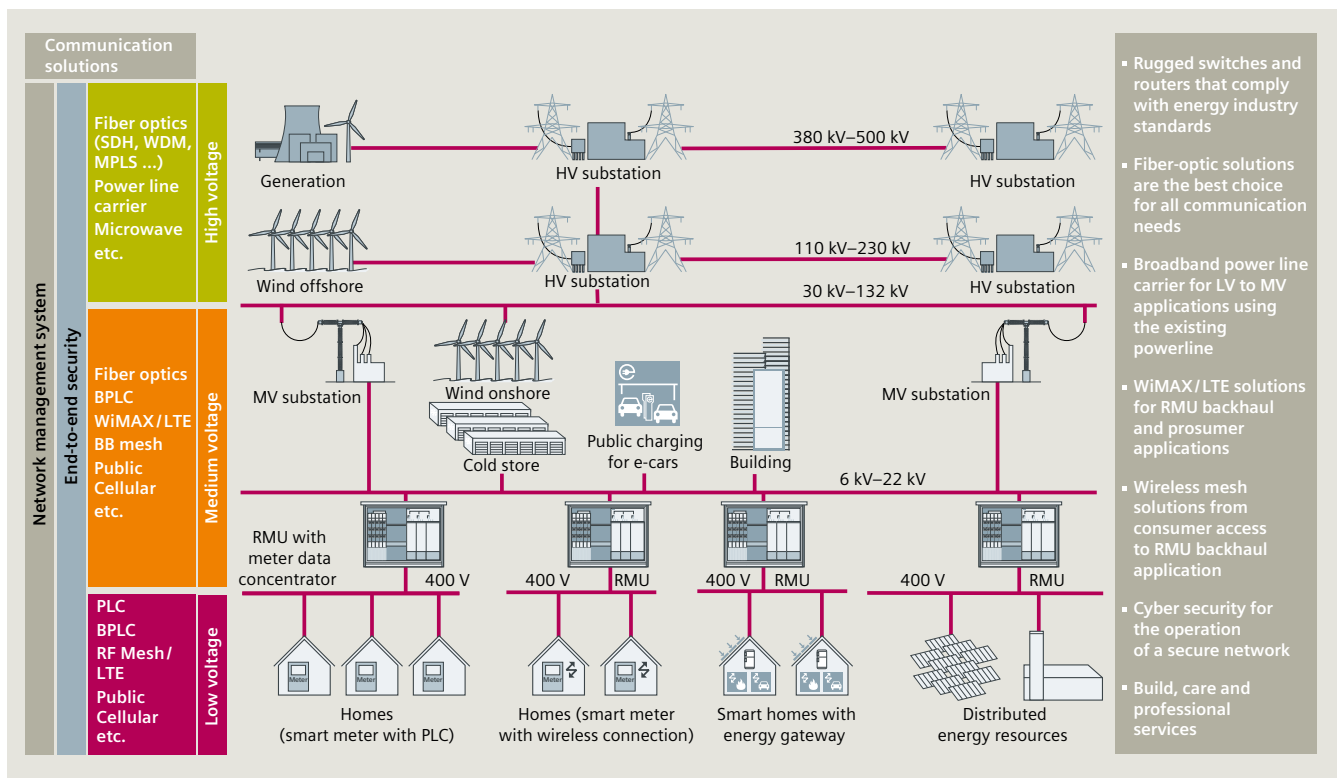 Communication
solutions
Network management system
End-to-end security
Fiber optics
(SDH, WDM,
MPLS ...)
Power line
carrier
Microwave
etc.
High voltage
Fiber optics
BPLC
WiMAX/LTE
BB mesh
Public
Cellular
etc.
Medium voltage
PLC
BPLC
RF Mesh/
LTE
Public
Cellular
etc.
Low voltage
Generation
HV substation
380 kV–500 kV
HV substation
Wind offshore
HV substation
110 kV–230 kV
HV substation
30 kV–132 kV
MV substation
Wind onshore
Cold store
Public charging
for e-cars
Building
MV substation
6 kV–22 kV
RMU with
meter data
concentrator
400 V
400 V
RMU
400 V
RMU
400 V
RMU
Meter
Meter
Meter
Homes
(smart meter with PLC)
Meter
Meter
Homes (smart meter
with wireless connection)
Smart homes with
energy gateway
Distributed
energy resources
▪ Rugged switches and
routers that comply
with energy industry
standards
▪ Fiber-optic solutions
are the best choice
for all communication
needs
▪ Broadband power line
carrier for LV to MV
applications using
the existing
powerline
▪ WiMAX/LTE solutions
for RMU backhaul
and prosumer
applications
▪ Wireless mesh
solutions from
consumer access
to RMU backhaul
application
▪ Cyber security for
the operation
of a secure network
▪ Build, care and
professional
services